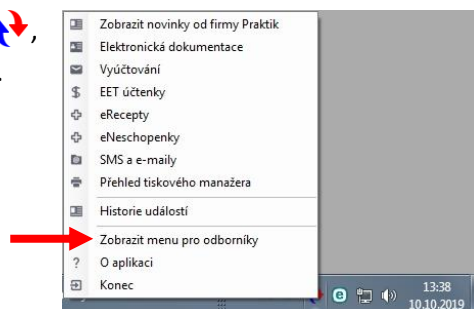 ,
.
Zobrazit novinky od firmy Praktik
Elektronická dokumentace
Vyúčtování
$ EET účtenky
eRecepty
eNeschopenky
SMS a e-maily
Přehled tiskového manažera
Historie událostí
Zobrazit menu pro odborníky
? O aplikaci
Konec
13:38
10.10.2019